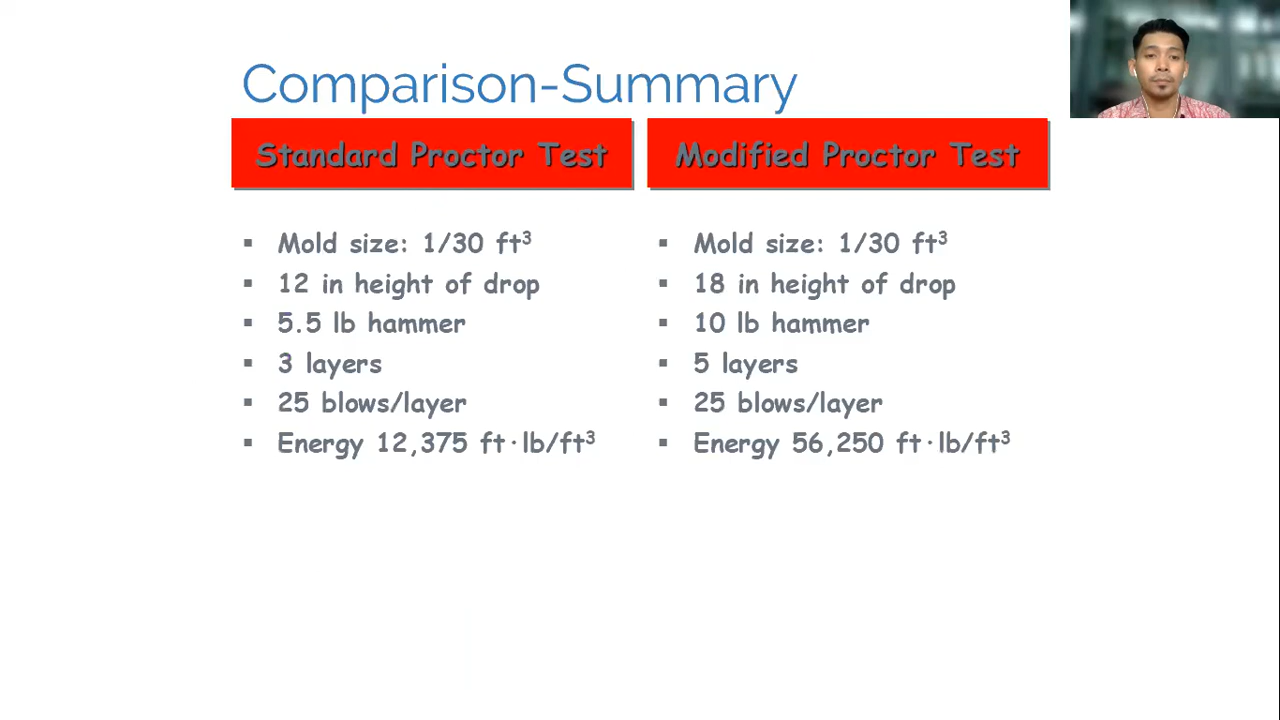 Comparison-Summary
Standard Proctor Test
Mold size: 1/30 ft³
12 in height of drop
5.5 lb hammer
3 layers
25 blows/layer
Energy 12,375 ft·lb/ft³
Modified Proctor Test
Mold size: 1/30 ft³
18 in height of drop
10 lb hammer
5 layers
25 blows/layer
Energy 56,250 ft·lb/ft³